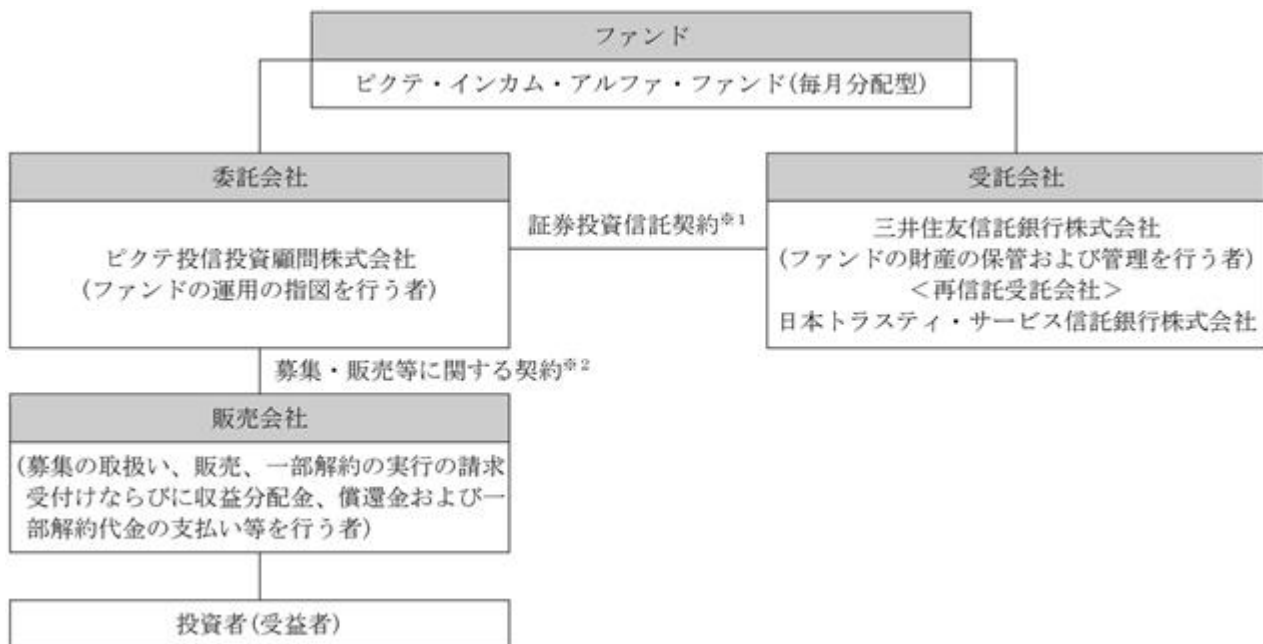 ファンド
ピクテ・インカム・アルファ・ファンド(毎月分配型)
委託会社
ピクテ投信投資顧問株式会社
(ファンドの運用の指図を行う者)
証券投資信託契約※1
受託会社
三井住友信託銀行株式会社
(ファンドの財産の保管および管理を行う者)
<再信託受託会社>
日本トラスティ・サービス信託銀行株式会社
募集・販売等に関する契約※2
販売会社
(募集の取扱い、販売、一部解約の実行の請求
受付けならびに収益分配金、償還金および一
部解約代金の支払い等を行う者)
投資者(受益者)